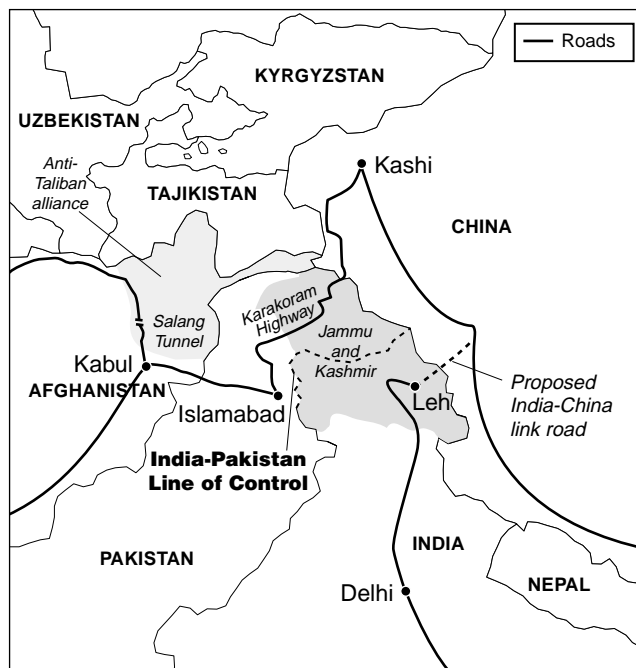 Roads
KYRGYZSTAN
UZBEKISTAN
Anti-
Taliban
alliance
TAJIKISTAN
Kashi
CHINA
Karakoram
Highway
Salang
Tunnel
Jammu
and
Kashmir
Kabul
AFGHANISTAN
Islamabad
Leh
Proposed
India-China
link road
India-Pakistan
Line of Control
PAKISTAN
INDIA
NEPAL
Delhi